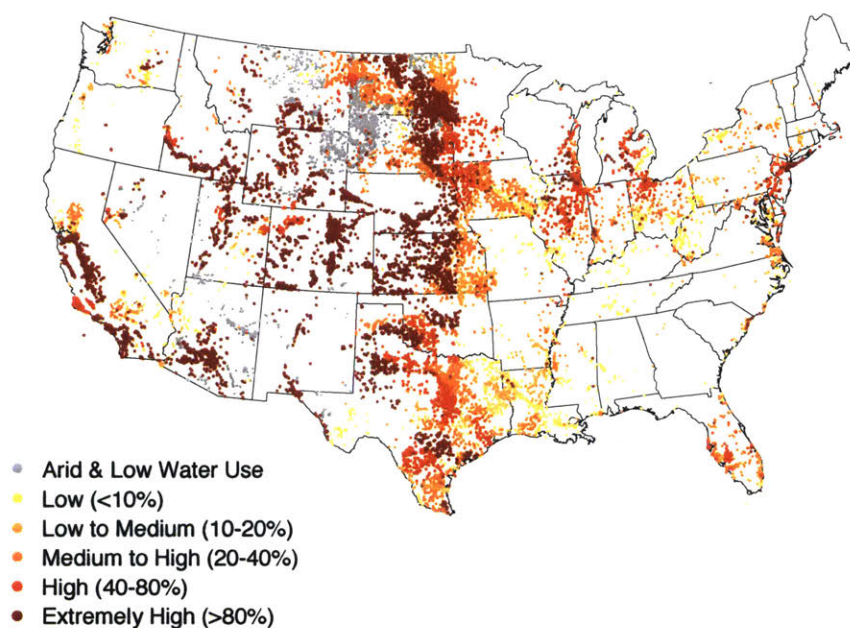 Arid & Low Water Use
Low (<10%)
Low to Medium (10-20%)
Medium to High (20-40%)
High (40-80%)
Extremely High (>80%)